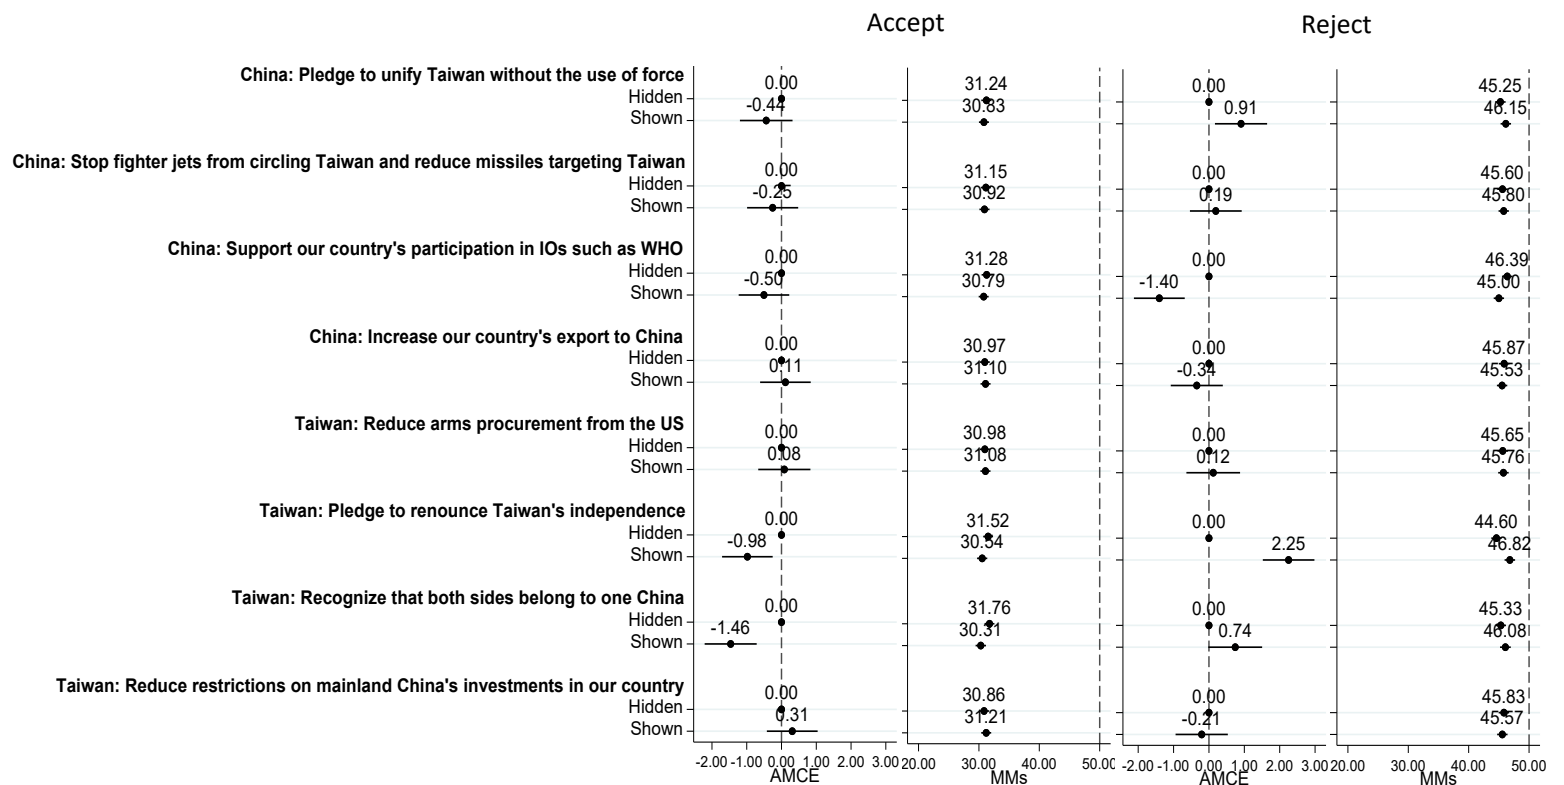 Accept Reject
China: Pledge to unify Taiwan without the use of force
0.00 31.24 0.00 45.25
Hidden
-0.44 30.83 0.91 46.15
Shown
China: Stop fighter jets from circling Taiwan and reduce missiles targeting Taiwan
0.00 31.15 0.00 45.60
Hidden
-0.25 30.92 0.19 45.80
Shown
China: Support our country's participation in IOs such as WHO
0.00 31.28 0.00 46.39
Hidden
-0.50 30.79 -1.40 45.00
Shown
China: Increase our country's export to China
0.00 30.97 0.00 45.87
Hidden
0.11 31.10 -0.34 45.53
Shown
Taiwan: Reduce arms procurement from the US
0.00 30.98 0.00 45.65
Hidden
0.08 31.08 0.12 45.76
Shown
Taiwan: Pledge to renounce Taiwan's independence
0.00 31.52 0.00 44.60
Hidden
-0.98 30.54 2.25 46.82
Shown
Taiwan: Recognize that both sides belong to one China
0.00 31.76 0.00 45.33
Hidden
-1.46 30.31 0.74 46.08
Shown
Taiwan: Reduce restrictions on mainland China's investments in our country
0.00 30.86 0.00 45.83
Hidden
0.31 31.21 -0.21 45.57
Shown
-2.00 -1.00 0.00 1.00 2.00 3.00 20.00 30.00 40.00 50.00 -2.00 -1.00 0.00 1.00 2.00 3.00 20.00 30.00 40.00 50.00
AMCE MMs AMCE MMs